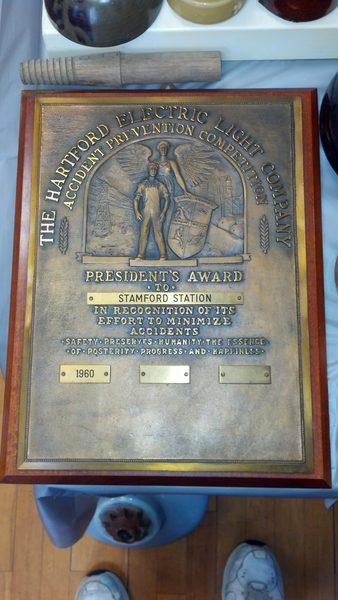 THE HARTFORD ELECTRIC LIGHT COMPANY
ACCIDENT PREVENTION COMPETITION
PRESIDENT'S AWARD
·TO·
STAMFORD STATION
IN RECOGNITION OF ITS
EFFORT TO MINIMIZE
ACCIDENTS
·SAFETY·PRESERVES·HUMANITY·THE ESSENCE·
·OF·POSTERITY·PROGRESS·AND·HAPPINESS·
1960